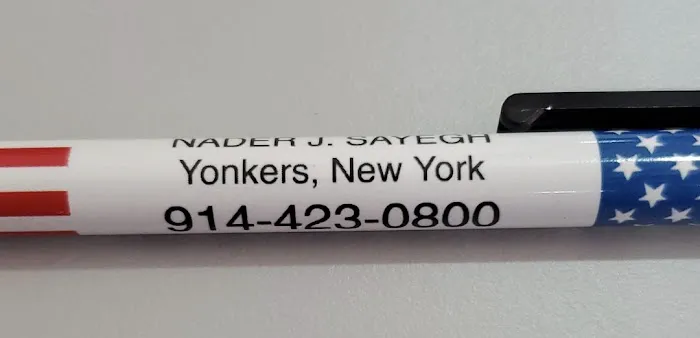 NADER J. SAYEGH
Yonkers, New York
914-423-0800